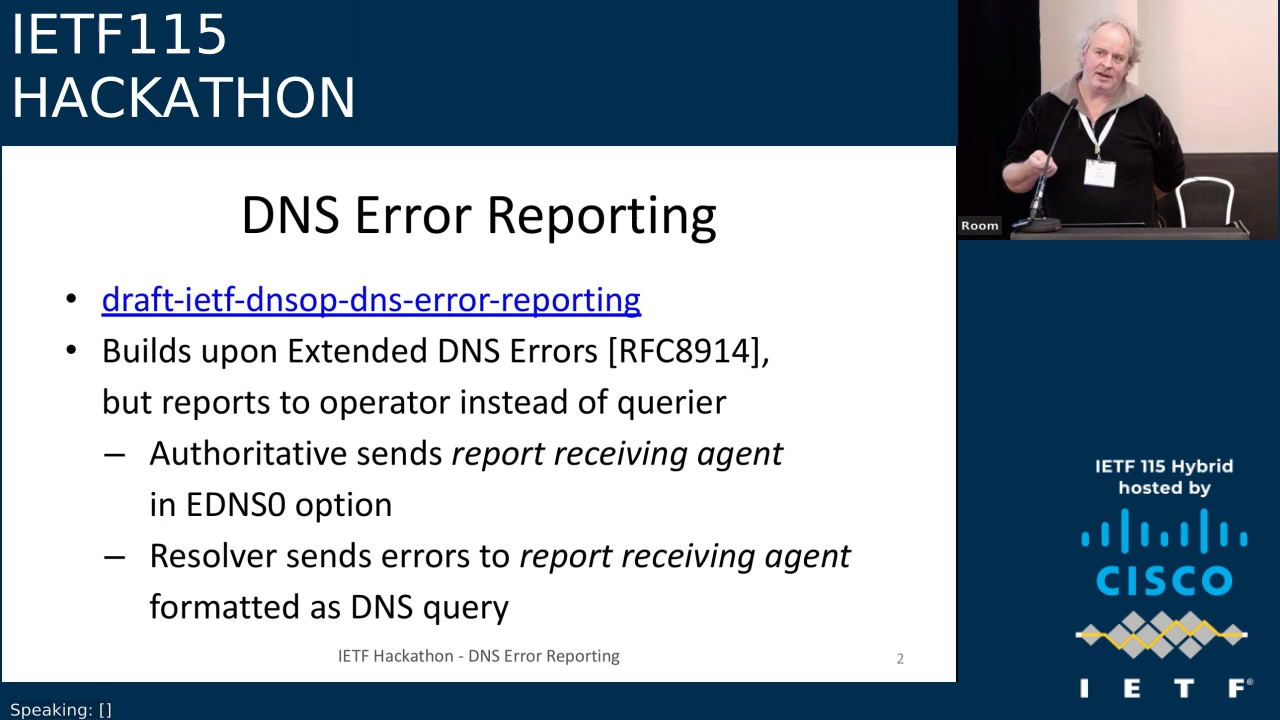 IETF115
HACKATHON
DNS Error Reporting
• draft-ietf-dnsop-dns-error-reporting
• Builds upon Extended DNS Errors [RFC8914],
but reports to operator instead of querier
– Authoritative sends report receiving agent
in EDNS0 option
– Resolver sends errors to report receiving agent
formatted as DNS query
IETF Hackathon - DNS Error Reporting
2
Room
IETF 115 Hybrid
hosted by
CISCO
I E T F®
Speaking: []